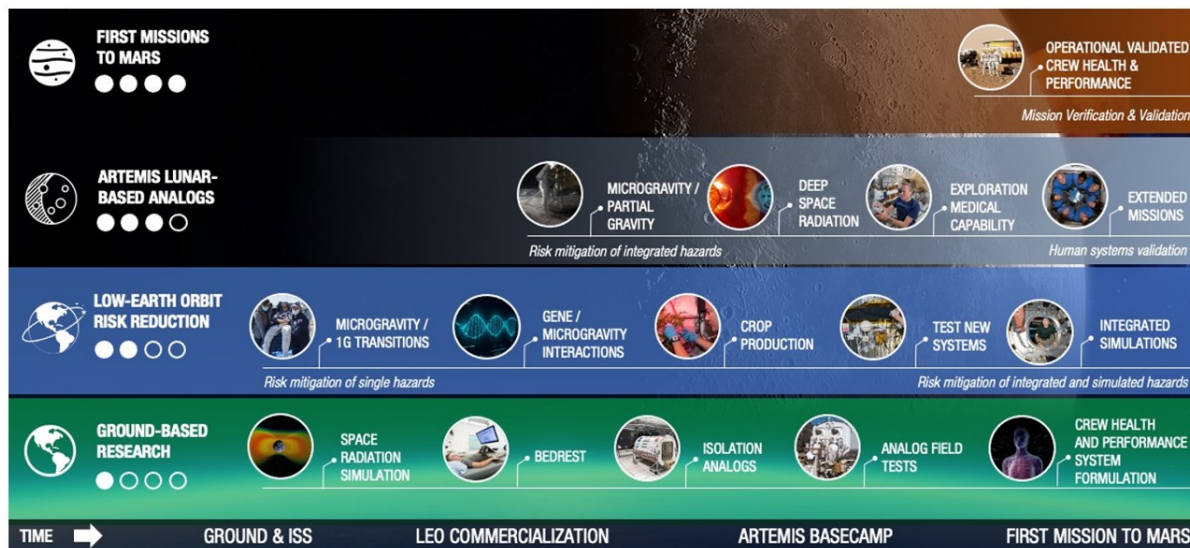 FIRST MISSIONS
TO MARS
OPERATIONAL VALIDATED
CREW HEALTH &
PERFORMANCE
Mission Verification & Validation
ARTEMIS LUNAR-
BASED ANALOGS
MICROGRAVITY /
PARTIAL
GRAVITY
DEEP
SPACE
RADIATION
EXPLORATION
MEDICAL
CAPABILITY
EXTENDED
MISSIONS
Risk mitigation of integrated hazards
Human systems validation
LOW-EARTH ORBIT
RISK REDUCTION
MICROGRAVITY /
1G TRANSITIONS
GENE /
MICROGRAVITY
INTERACTIONS
CROP
PRODUCTION
TEST NEW
SYSTEMS
INTEGRATED
SIMULATIONS
Risk mitigation of single hazards
Risk mitigation of integrated and simulated hazards
GROUND-BASED
RESEARCH
SPACE
RADIATION
SIMULATION
BEDREST
ISOLATION
ANALOGS
ANALOG FIELD
TESTS
CREW HEALTH
AND PERFORMANCE
SYSTEM
FORMULATION
TIME
GROUND & ISS
LEO COMMERCIALIZATION
ARTEMIS BASECAMP
FIRST MISSION TO MARS